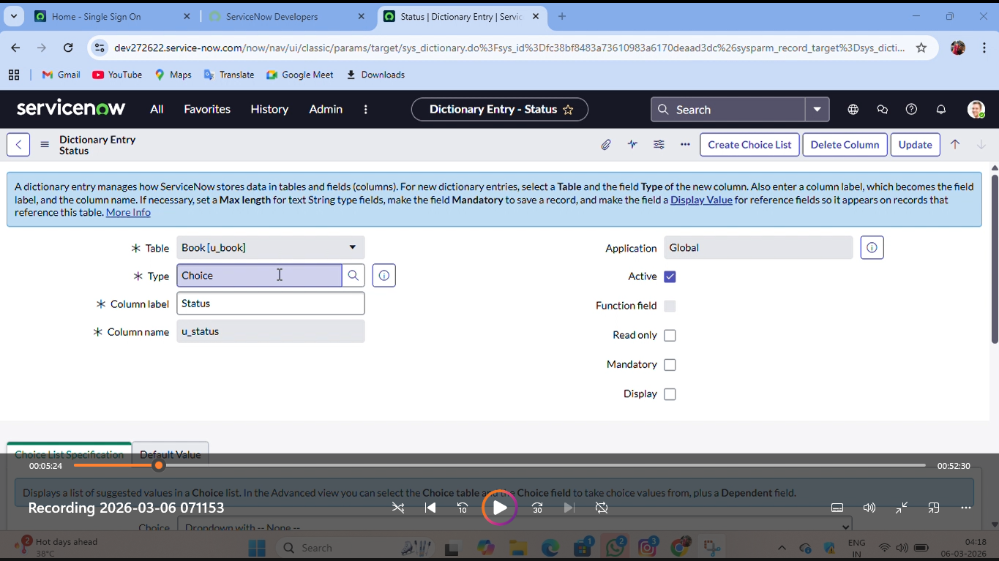 Home - Single Sign On
ServiceNow Developers
Status | Dictionary Entry | Servic
dev272622.service-now.com/now/nav/ui/classic/params/target/sys_dictionary.do%3Fsys_id%3Dfc38bf8483a73610983a6170deaad3dc%26sysparm_record_target%3Dsys_dicti...
Gmail YouTube Maps Translate Google Meet Downloads
servicenow All Favorites History Admin Dictionary Entry - Status Search
Dictionary Entry
Status
Create Choice List Delete Column Update
A dictionary entry manages how ServiceNow stores data in tables and fields (columns). For new dictionary entries, select a Table and the field Type of the new column. Also enter a column label, which becomes the field
label, and the column name. If necessary, set a Max length for text String type fields, make the field Mandatory to save a record, and make the field a Display Value for reference fields so it appears on records that
reference this table. More Info
Table Book [u_book]
Type Choice
Column label Status
Column name u_status
Application Global
Active
Function field
Read only
Mandatory
Display
Choice List Specification Default Value
00:05:24 00:52:30
Displays a list of suggested values in a Choice list. In the Advanced view you can select the Choice table and the Choice field to take choice values from, plus a Dependent field.
Recording 2026-03-06 071153
10 30
Choice Dropdown with -- None --
2 Hot days ahead
38°C
Search
1 2 3
ENG
IN
04:18
06-03-2026